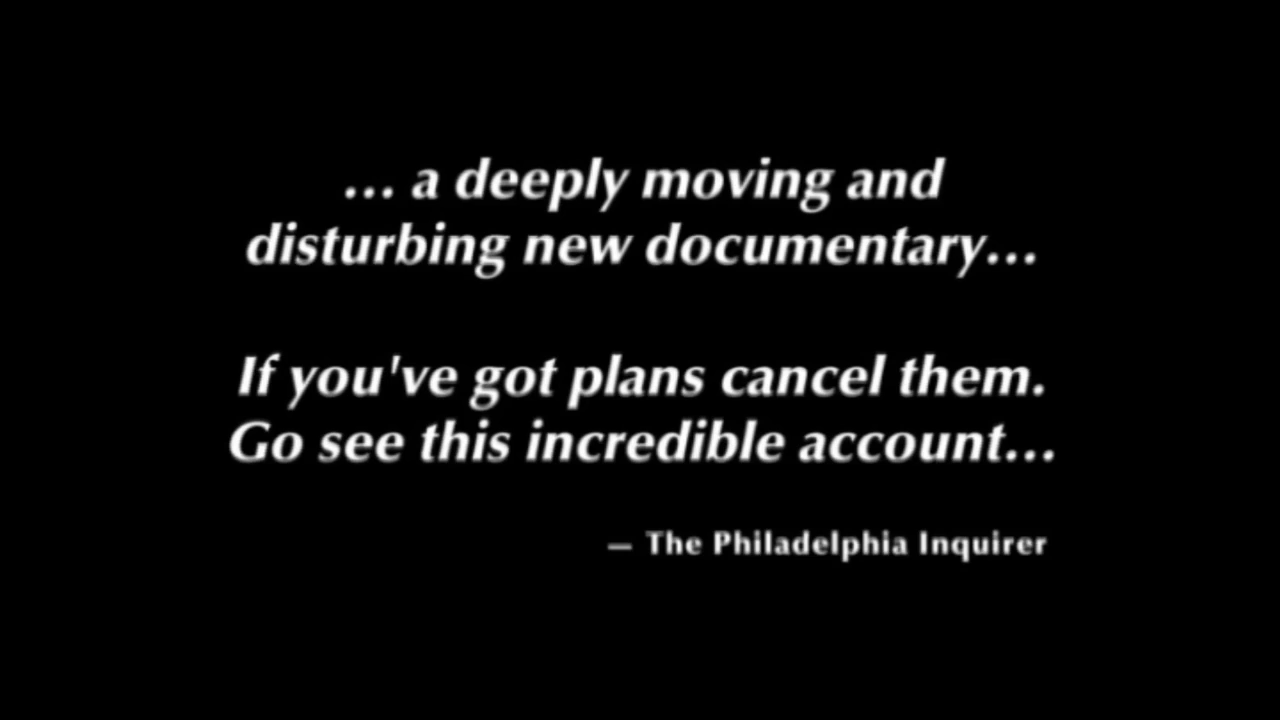 ... a deeply moving and
disturbing new documentary...
If you've got plans cancel them.
Go see this incredible account...
— The Philadelphia Inquirer